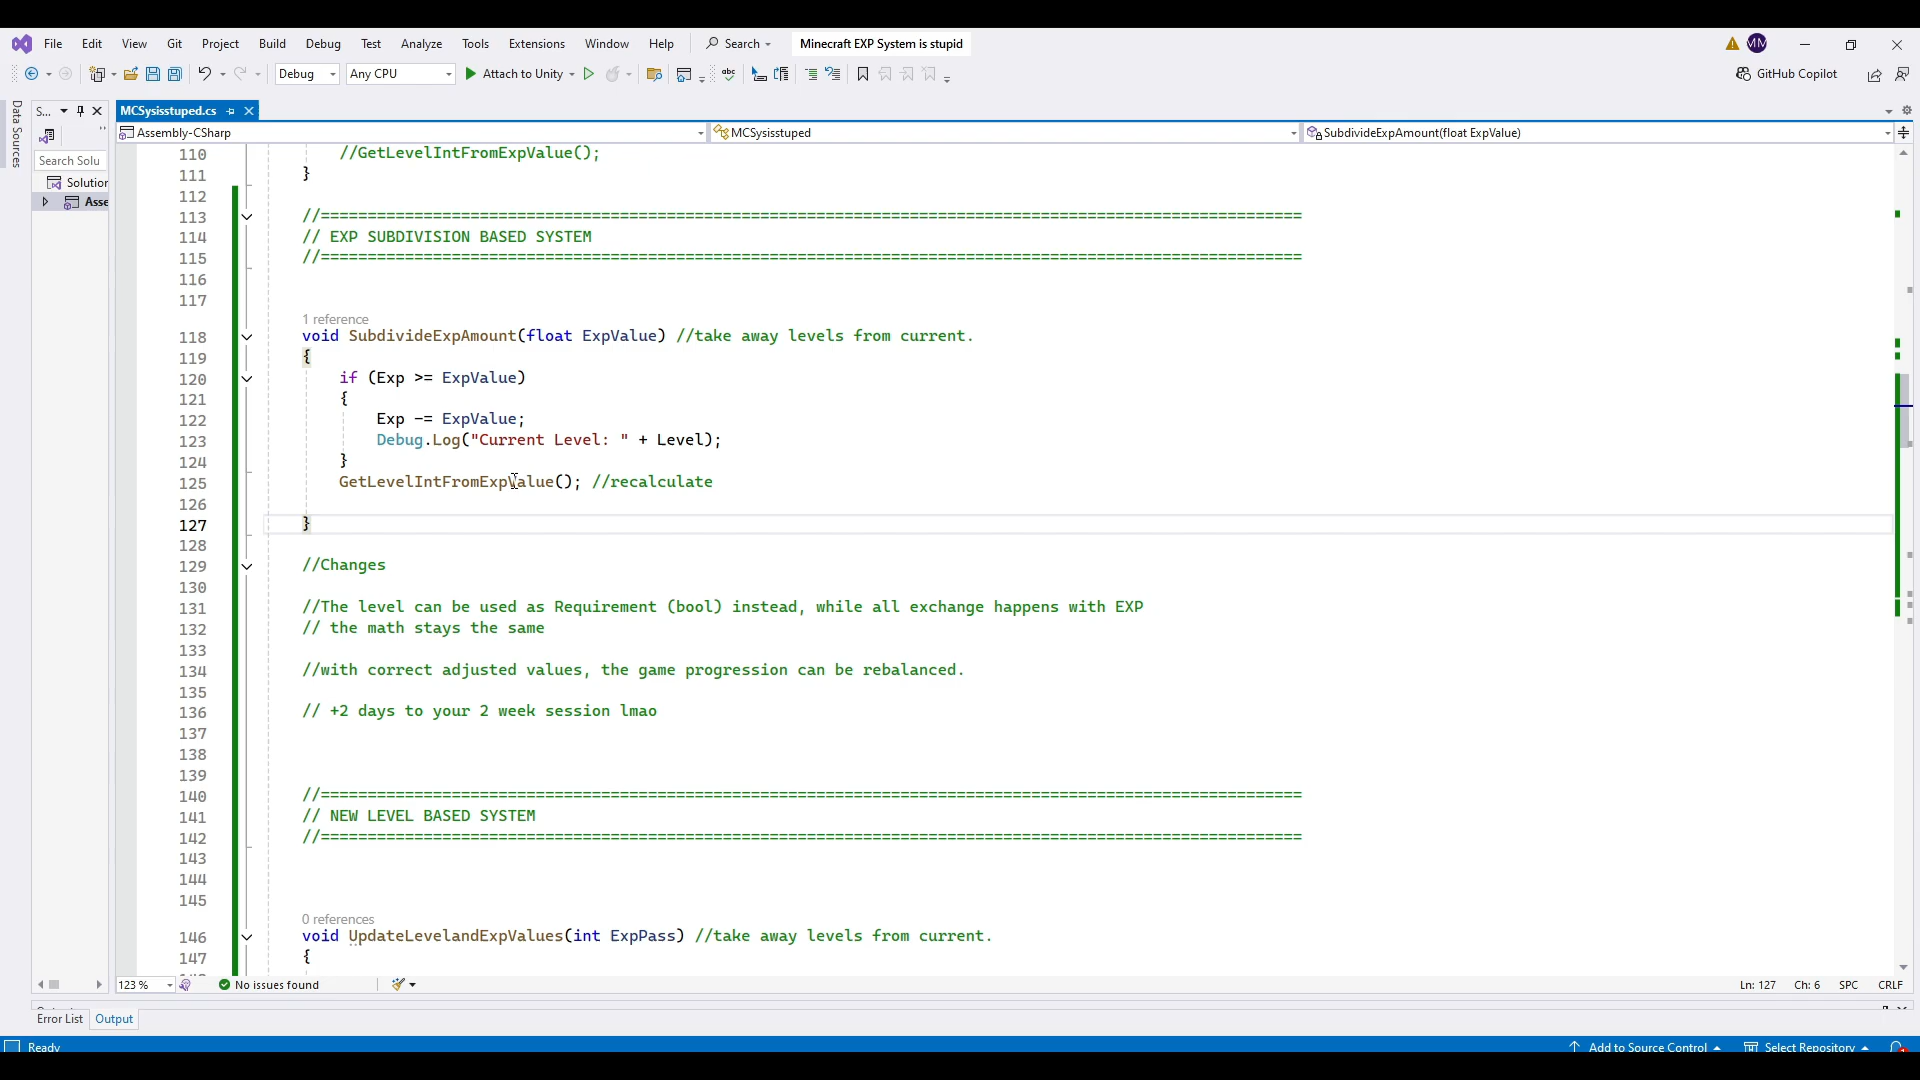 File Edit View Git Project Build Debug Test Analyze Tools Extensions Window Help Search Minecraft EXP System is stupid MM
Debug Any CPU Attach to Unity abc GitHub Copilot
Data Sources
S...
MCSysisstuped.cs
Assembly-CSharp MCSysisstuped SubdivideExpAmount(float ExpValue)
Search Solu
Solution
Asse
110 //GetLevelIntFromExpValue();
111 }
112
113 //=========================================================================================================
114 // EXP SUBDIVISION BASED SYSTEM
115 //=========================================================================================================
116
117
1 reference
118 void SubdivideExpAmount(float ExpValue) //take away levels from current.
119 {
120 if (Exp >= ExpValue)
121 {
122 Exp -= ExpValue;
123 Debug.Log("Current Level: " + Level);
124 }
125 GetLevelIntFromExpValue(); //recalculate
126
127 }
128
129 //Changes
130
131 //The level can be used as Requirement (bool) instead, while all exchange happens with EXP
132 // the math stays the same
133
134 //with correct adjusted values, the game progression can be rebalanced.
135
136 // +2 days to your 2 week session lmao
137
138
139
140 //=========================================================================================================
141 // NEW LEVEL BASED SYSTEM
142 //=========================================================================================================
143
144
145
0 references
146 void UpdateLevelandExpValues(int ExpPass) //take away levels from current.
147 {
123 % No issues found Ln: 127 Ch: 6 SPC CRLF
Error List Output
Ready Add to Source Control Select Repository